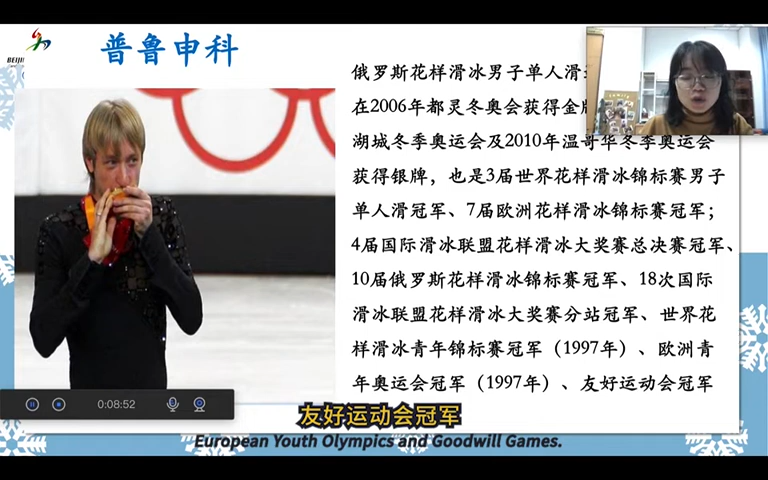 普鲁申科
BEIJI
俄罗斯花样滑冰男子单人滑
在2006年都灵冬奥会获得金
湖城冬季奥运会及2010年温哥华冬季奥运会
获得银牌，也是3届世界花样滑冰锦标赛男子
单人滑冠军、7届欧洲花样滑冰锦标赛冠军；
4届国际滑冰联盟花样滑冰大奖赛总决赛冠军、
10届俄罗斯花样滑冰锦标赛冠军、18次国际
滑冰联盟花样滑冰大奖赛分站冠军、世界花
样滑冰青年锦标赛冠军（1997年）、欧洲青
年奥运会冠军（1997年）、友好运动会冠军
0:08:52
友好运动会冠军
European Youth Olympics and Goodwill Games.